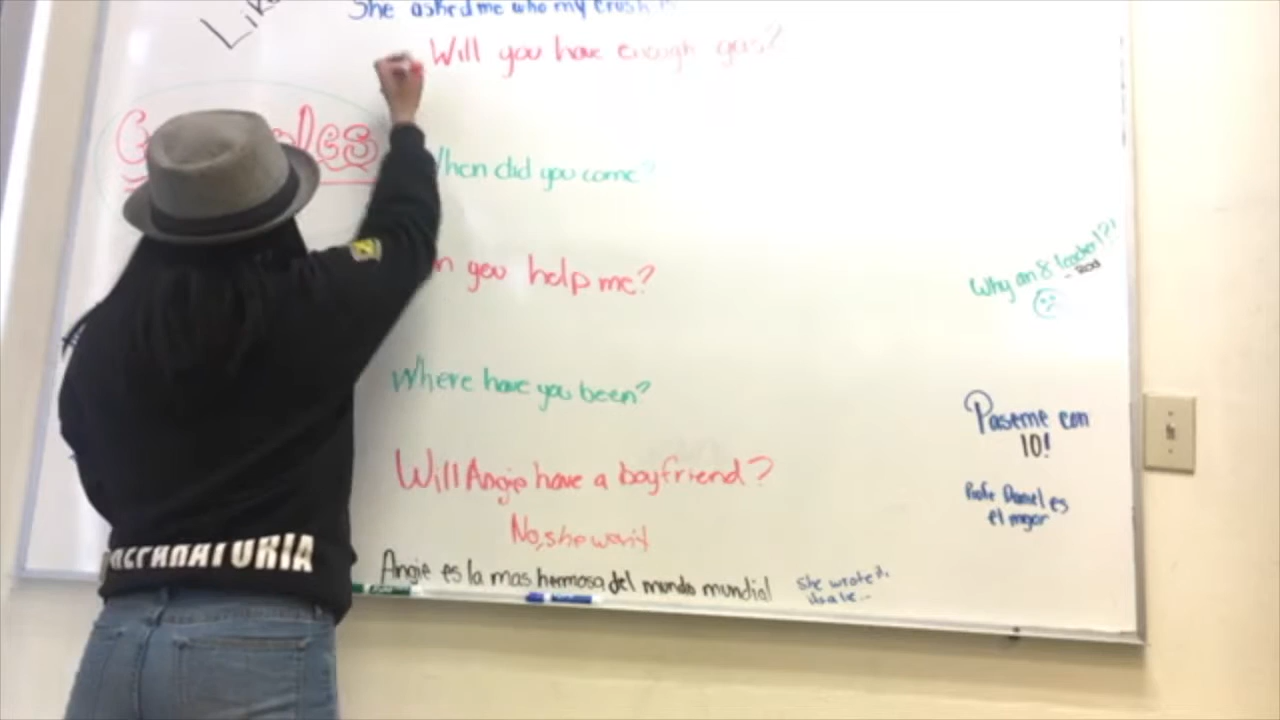 She asked me who my crush
Will you have enough gas?
When did you come?
n you help me?
Where have you been?
Will Angie have a boyfriend?
No, she won't
Angie es la mas hermosa del mundo mundial
She wrote it
Why an 8 teacher!?!
- Rod
Paseme con
10!
Profe Daniel es
el mejor